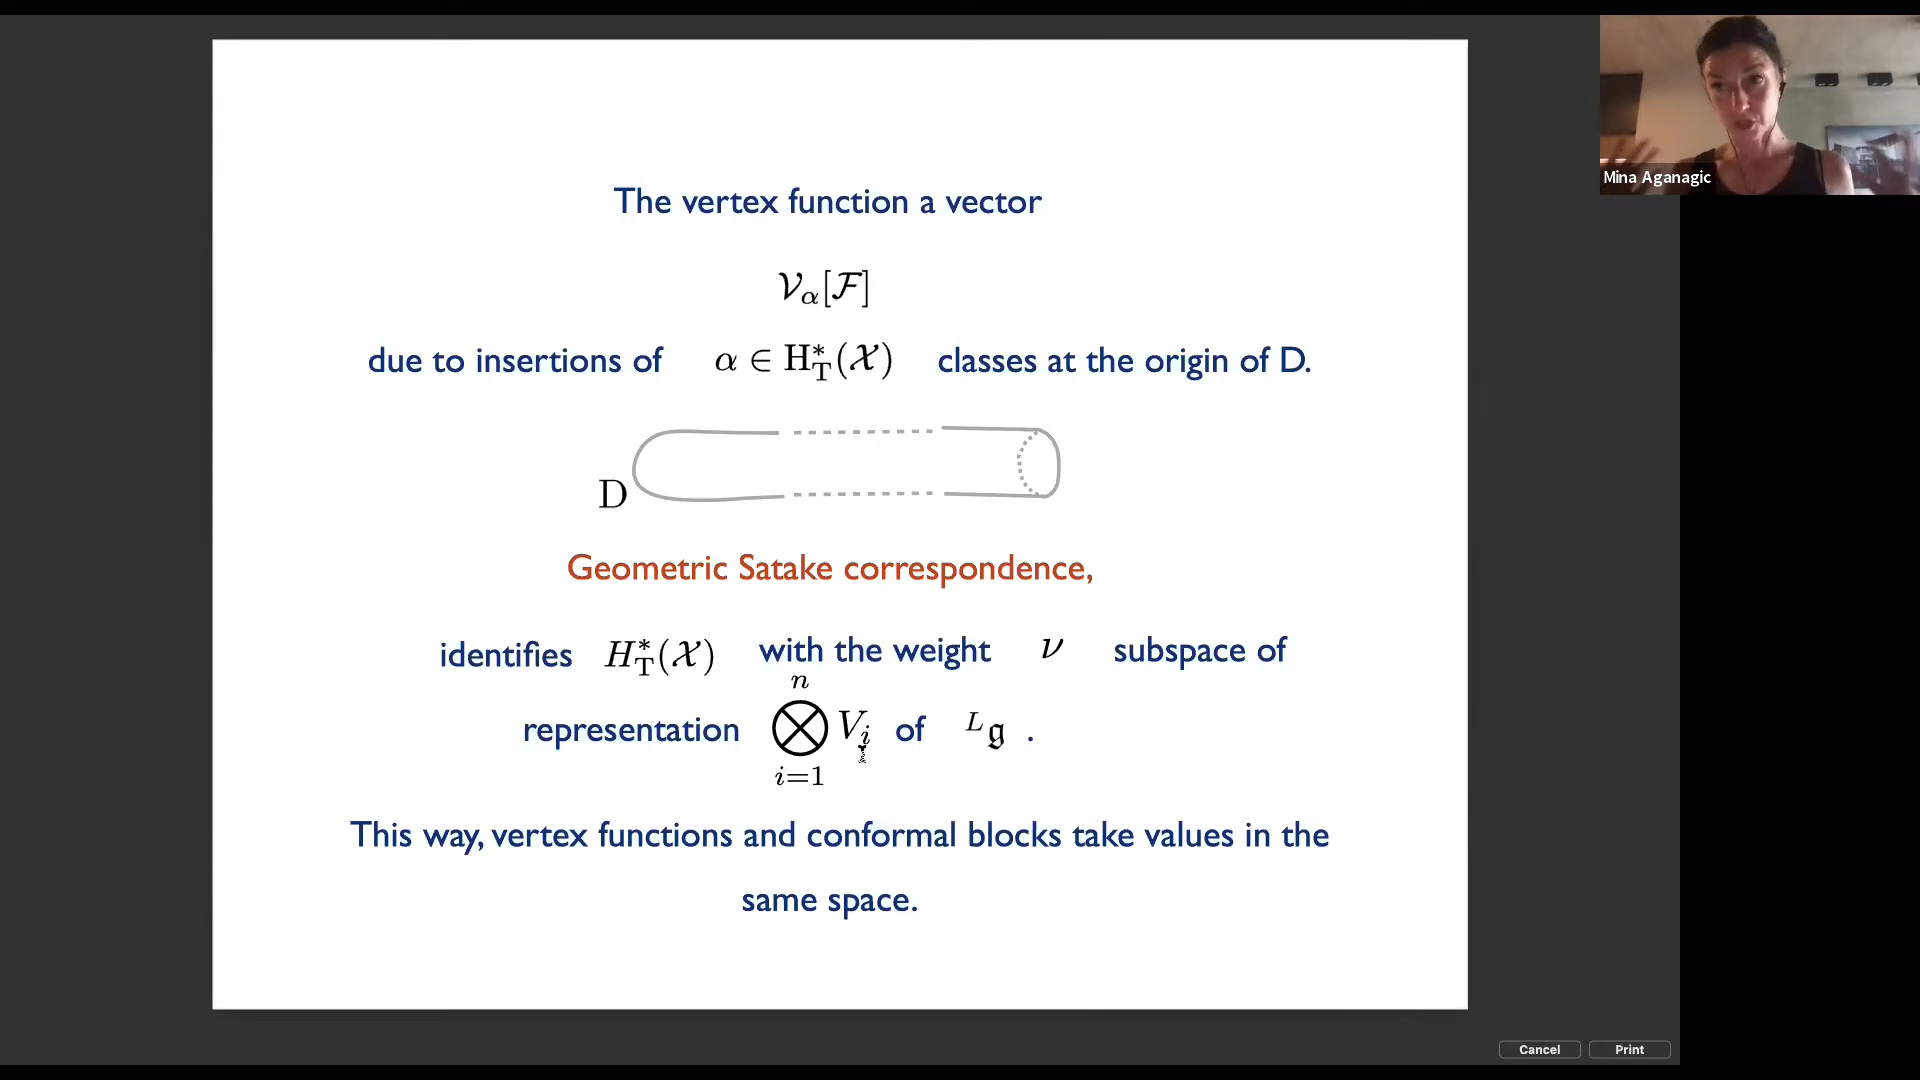 The vertex function a vector
𝒱_α[ℱ]
due to insertions of α ∈ H*_T(𝒳) classes at the origin of D.
D
Geometric Satake correspondence,
identifies H*_T(𝒳) with the weight ν subspace of
representation ⊗_{i=1}^{n} V_i of ^L𝔤 .
This way, vertex functions and conformal blocks take values in the
same space.
Mina Aganagic
Cancel Print